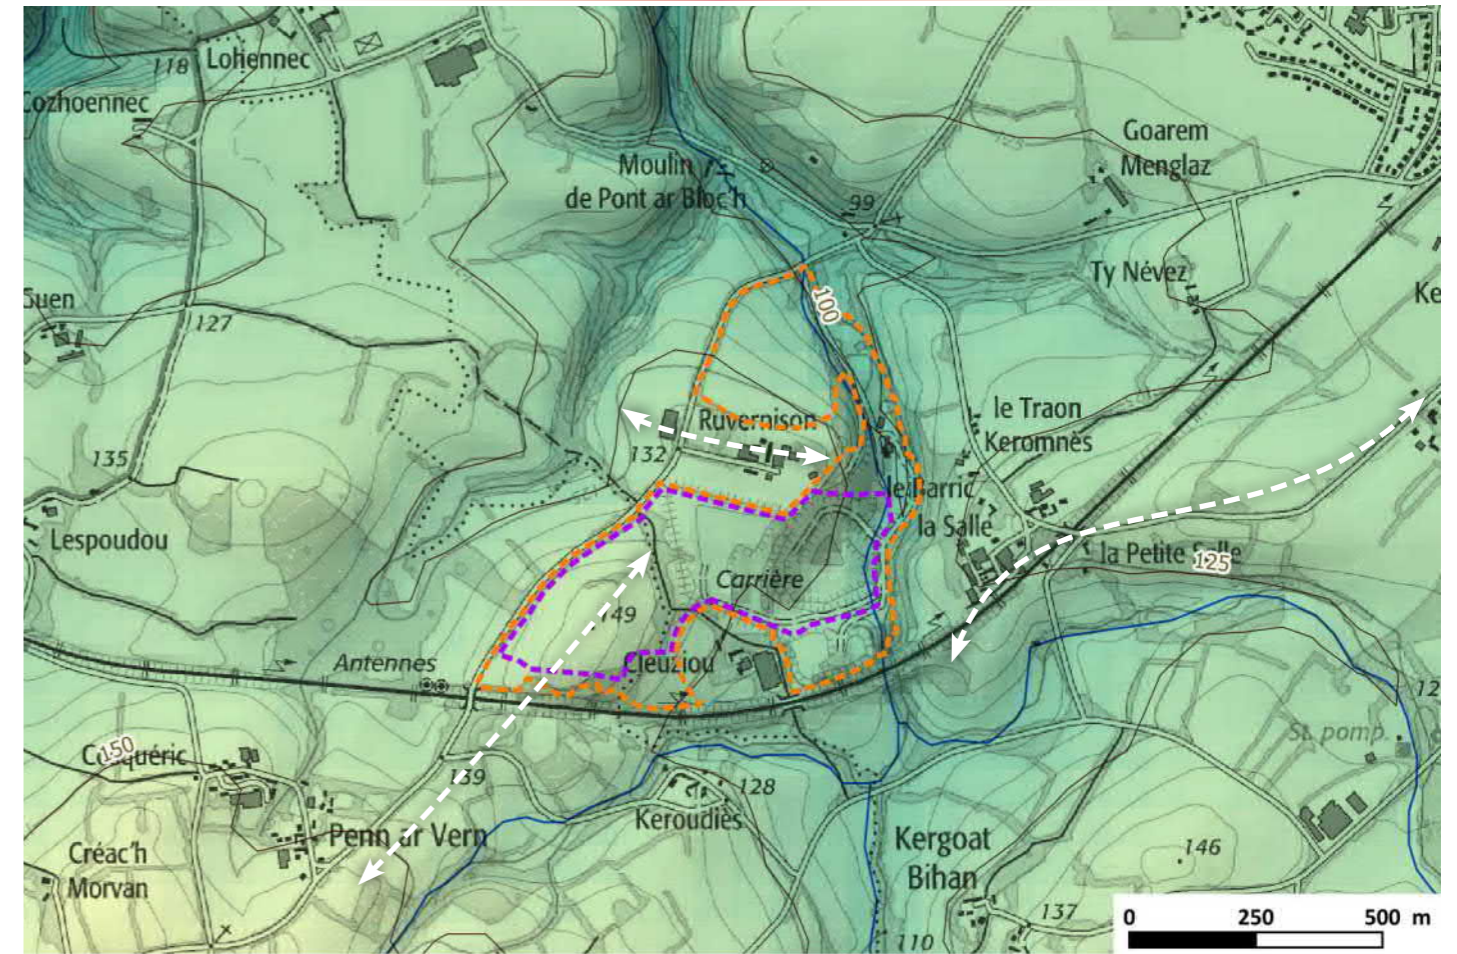 Lohennec
118
Cozhoennec
Goarem
Menglaz
Moulin
de Pont ar Bloc'h
99
Ty Névez
Guen
127
100
Ke
Ruvernison
132
le Traon
Keromnès
135
le Carric
la Salle
Lespoudou
la Petite Salle
125
Carrière
149
Antennes
Cleuziou
12
150
St. pomp.
139
128
Penn ar Vern
Keroudiès
Kergoat
Bihan
146
Créac'h
Morvan
137
110
0 250 500 m